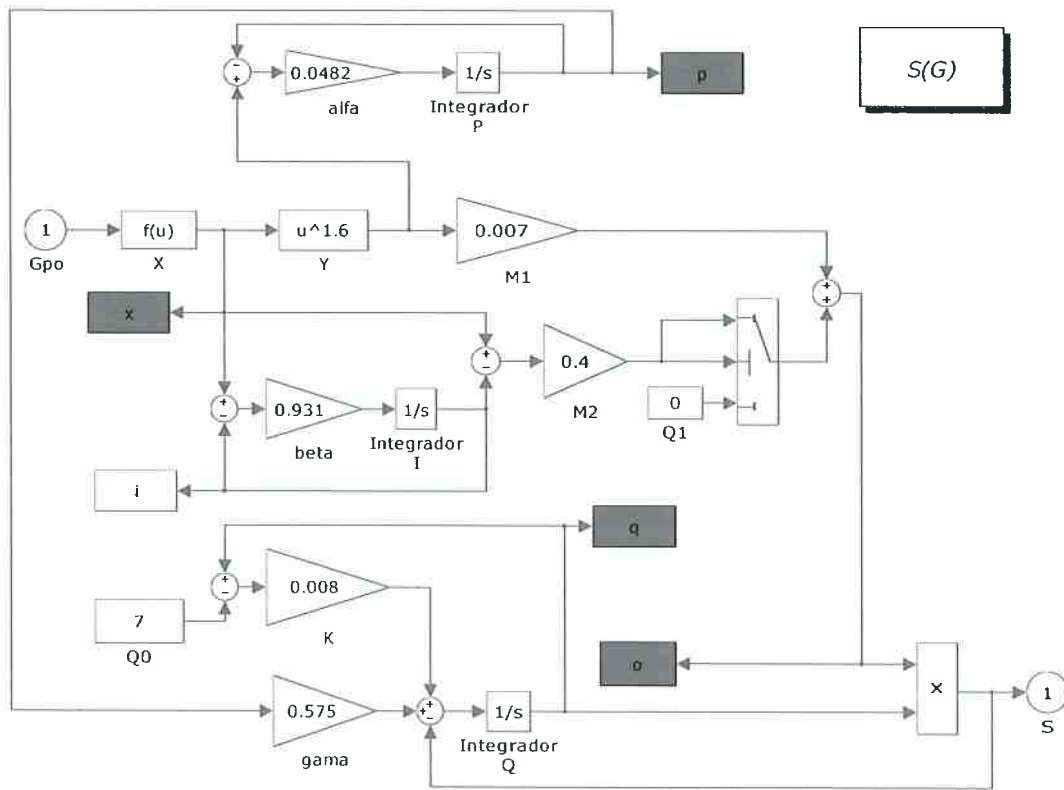 0.0482
alfa
1/s
Integrador
P
p
S(G)
1
Gpo
f(u)
X
u^1.6
Y
0.007
M1
x
0.931
beta
1/s
Integrador
I
0.4
M2
0
Q1
i
q
7
Q0
0.008
K
o
0.575
gama
1/s
Integrador
Q
×
1
S